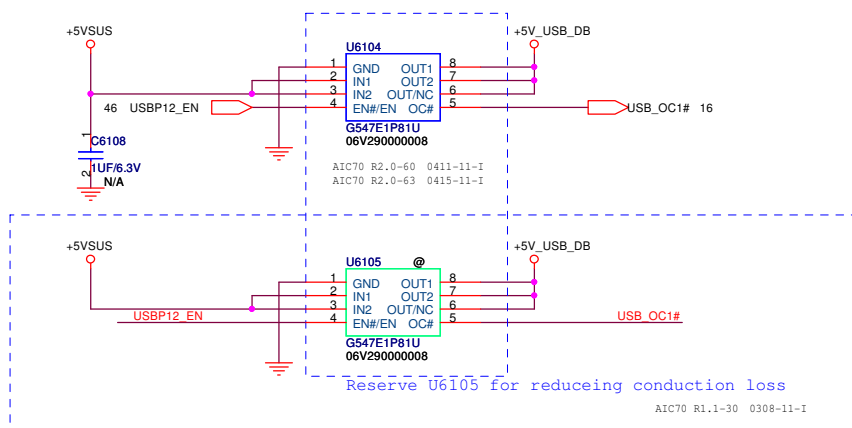 +5VSUS
+5V_USB_DB
U6104
1 GND OUT1 8
2 IN1 OUT2 7
3 IN2 OUT/NC 6
46 USBP12_EN 4 EN#/EN OC# 5 USB_OC1# 16
G547E1P81U
06V290000008
1
C6108
1UF/6.3V
2
N/A
AIC70 R2.0-60 0411-11-I
AIC70 R2.0-63 0415-11-I
+5VSUS
+5V_USB_DB
U6105 @
1 GND OUT1 8
2 IN1 OUT2 7
3 IN2 OUT/NC 6
USBP12_EN 4 EN#/EN OC# 5 USB_OC1#
G547E1P81U
06V290000008
Reserve U6105 for reduceing conduction loss
AIC70 R1.1-30 0308-11-I